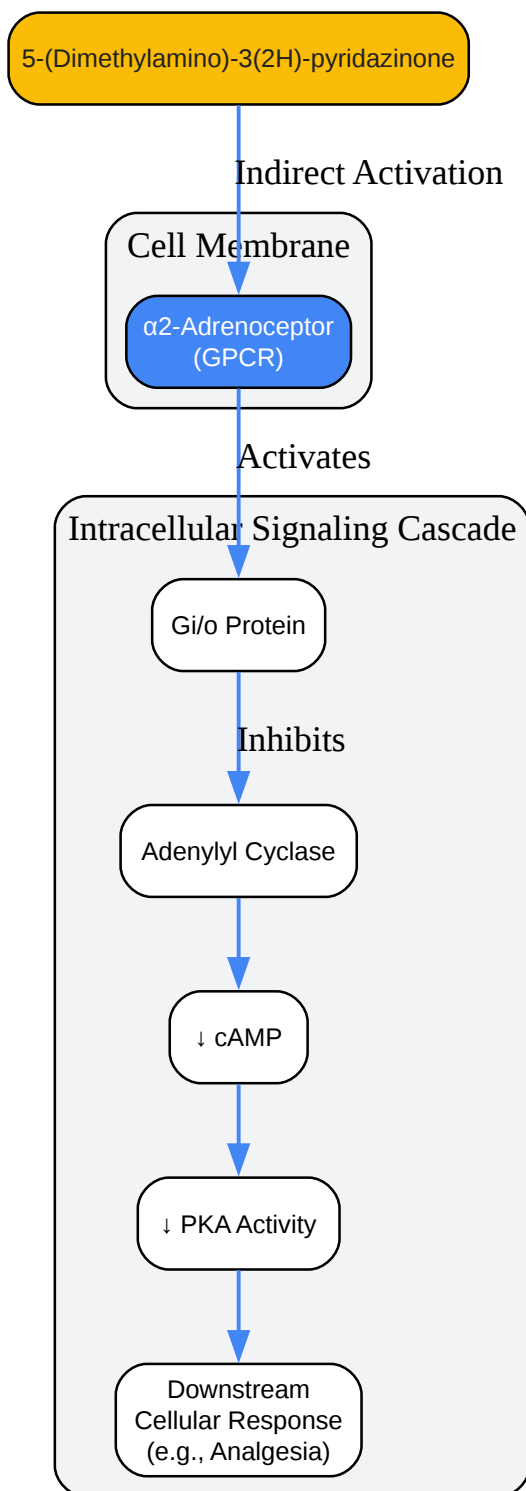 5-(Dimethylamino)-3(2H)-pyridazinone
Indirect Activation
Cell Membrane
α2-Adrenoceptor
(GPCR)
Activates
Intracellular Signaling Cascade
Gi/o Protein
Inhibits
Adenylyl Cyclase
↓ cAMP
↓ PKA Activity
Downstream
Cellular Response
(e.g., Analgesia)